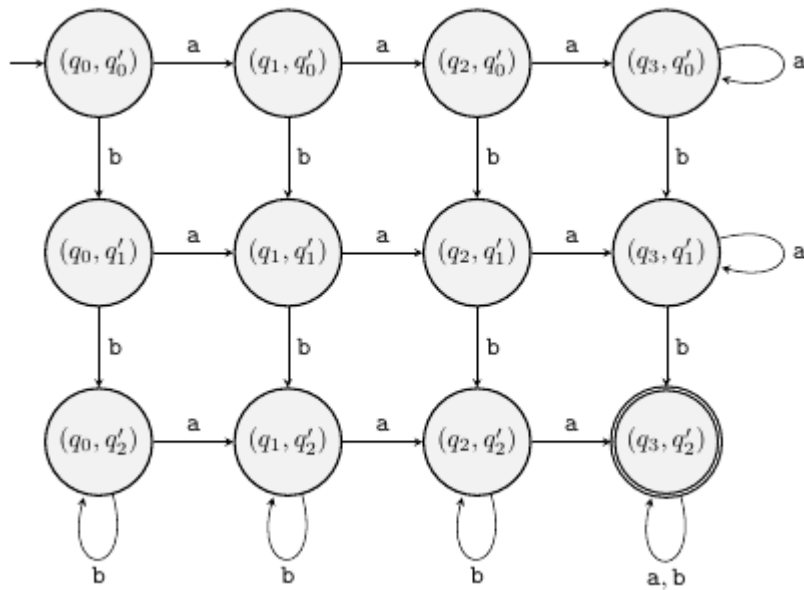 (q₀, q′₀) a (q₁, q′₀) a (q₂, q′₀) a (q₃, q′₀) a
b b b b
(q₀, q′₁) a (q₁, q′₁) a (q₂, q′₁) a (q₃, q′₁) a
b b b b
(q₀, q′₂) a (q₁, q′₂) a (q₂, q′₂) a (q₃, q′₂)
b b b a, b